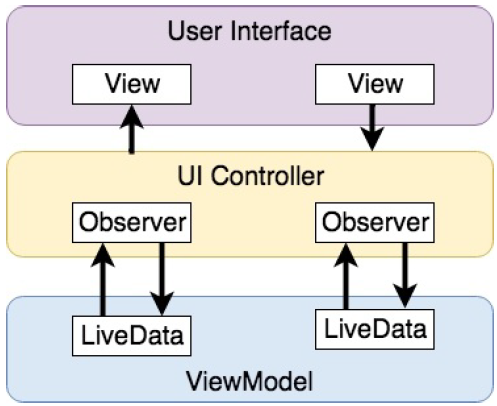 User Interface
View View
UI Controller
Observer Observer
LiveData LiveData
ViewModel